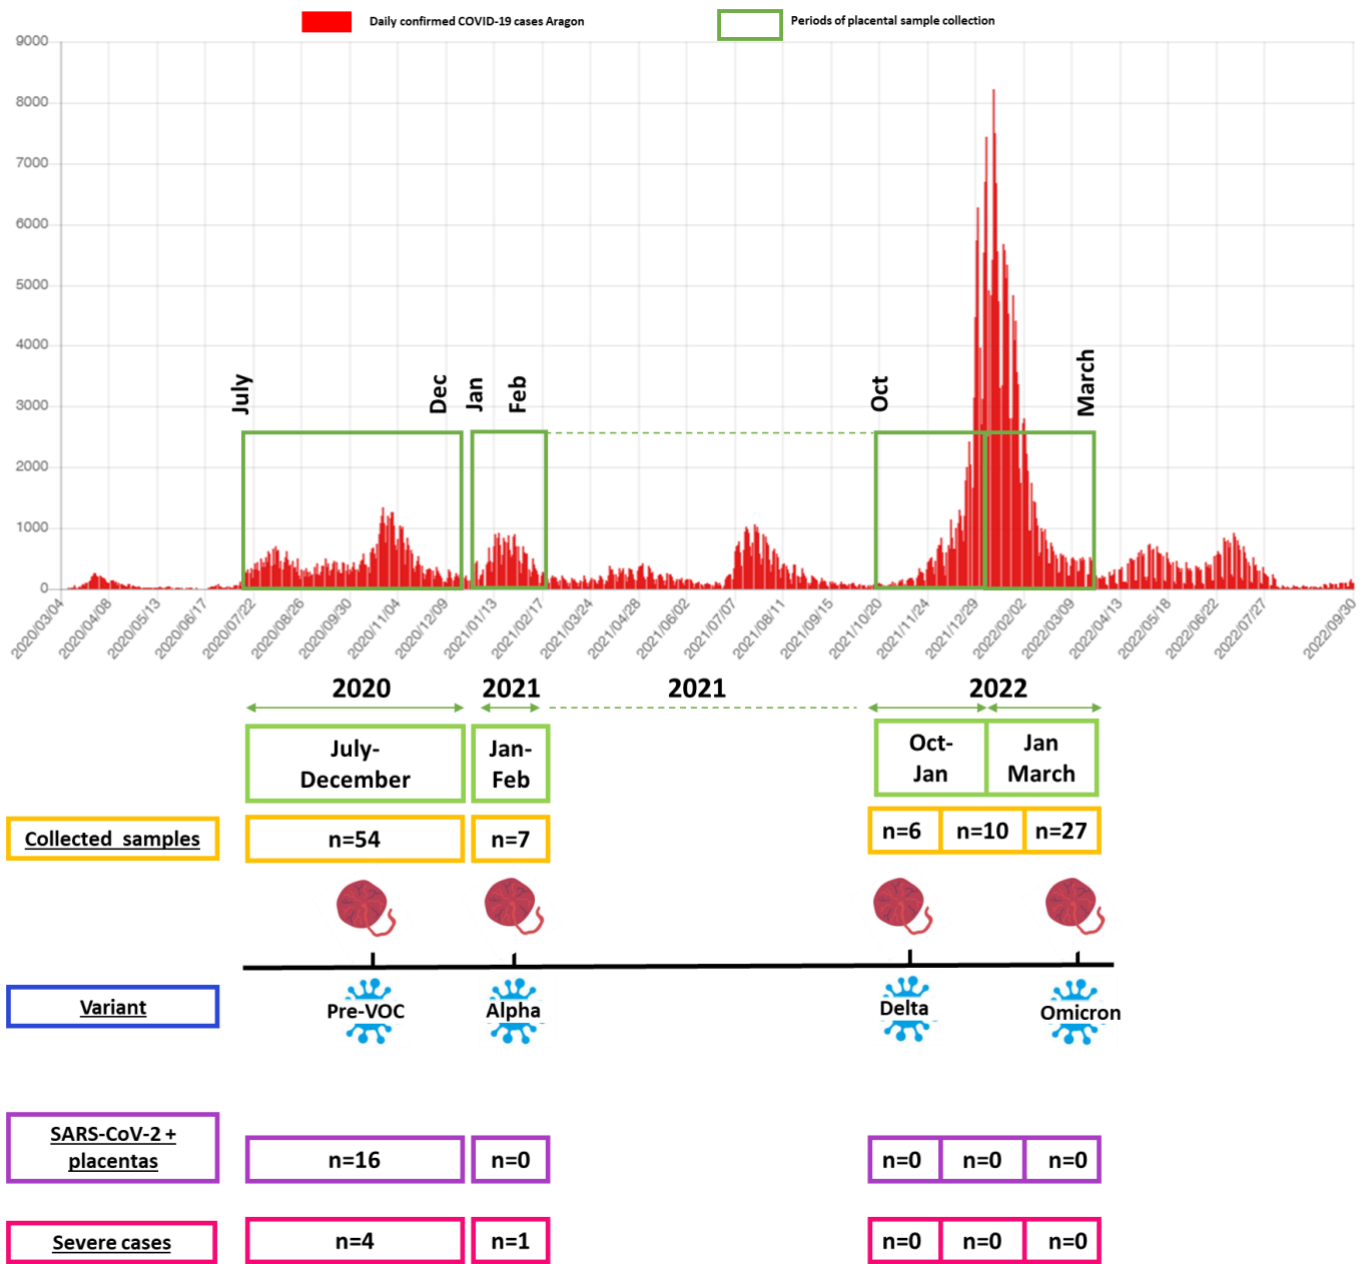 Daily confirmed COVID-19 cases Aragon
Periods of placental sample collection
9000
8000
7000
6000
5000
4000
3000
2000
1000
0
July
Dec
Jan
Feb
Oct
March
2020/03/04
2020/04/08
2020/05/13
2020/06/17
2020/07/22
2020/08/26
2020/09/30
2020/11/04
2020/12/09
2021/01/13
2021/02/17
2021/03/24
2021/04/28
2021/06/02
2021/07/07
2021/08/11
2021/09/15
2021/10/20
2021/11/24
2021/12/29
2022/02/02
2022/03/09
2022/04/13
2022/05/18
2022/06/22
2022/07/27
2022/09/30
2020
2021
2021
2022
July-
December
Jan-
Feb
Oct-
Jan
Jan
March
Collected samples
n=54
n=7
n=6
n=10
n=27
Variant
Pre-VOC
Alpha
Delta
Omicron
SARS-CoV-2 +
placentas
n=16
n=0
n=0
n=0
n=0
Severe cases
n=4
n=1
n=0
n=0
n=0